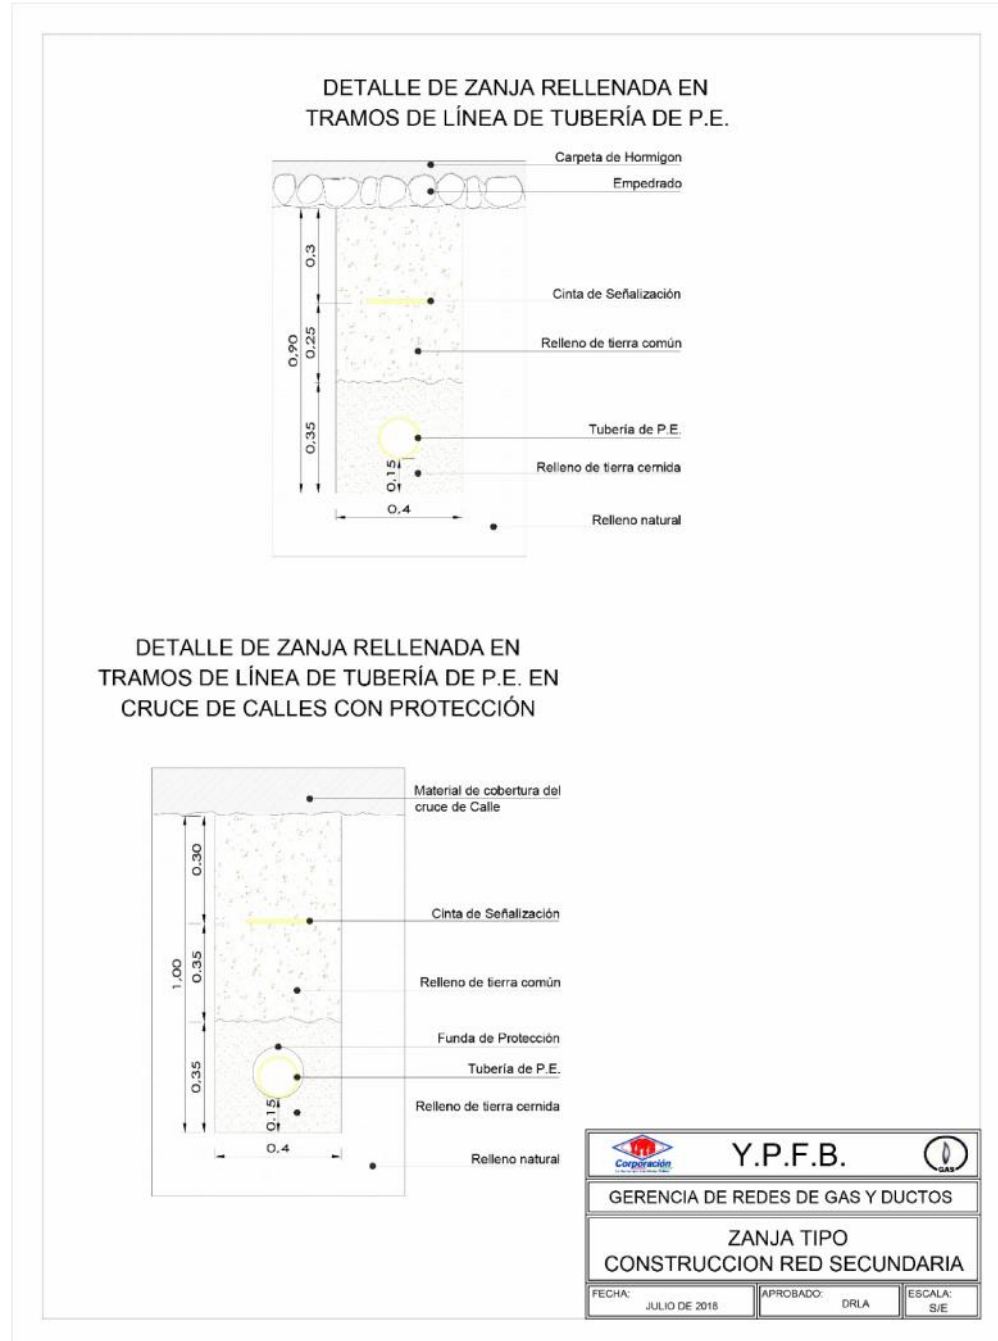 DETALLE DE ZANJA RELLENADA EN
TRAMOS DE LÍNEA DE TUBERÍA DE P.E.
Carpeta de Hormigon
Empedrado
0,3
Cinta de Señalización
0,25
0,90
Relleno de tierra común
0,35
Tubería de P.E.
0,15
Relleno de tierra cernida
0,4
Relleno natural
DETALLE DE ZANJA RELLENADA EN
TRAMOS DE LÍNEA DE TUBERÍA DE P.E. EN
CRUCE DE CALLES CON PROTECCIÓN
Material de cobertura del
cruce de Calle
0,30
Cinta de Señalización
0,35
1,00
Relleno de tierra común
Funda de Protección
0,35
Tubería de P.E.
0,15
Relleno de tierra cernida
0,4
Relleno natural
Corporación
Y.P.F.B.
GAS
GERENCIA DE REDES DE GAS Y DUCTOS
ZANJA TIPO
CONSTRUCCION RED SECUNDARIA
FECHA:
JULIO DE 2018
APROBADO:
DRLA
ESCALA:
S/E